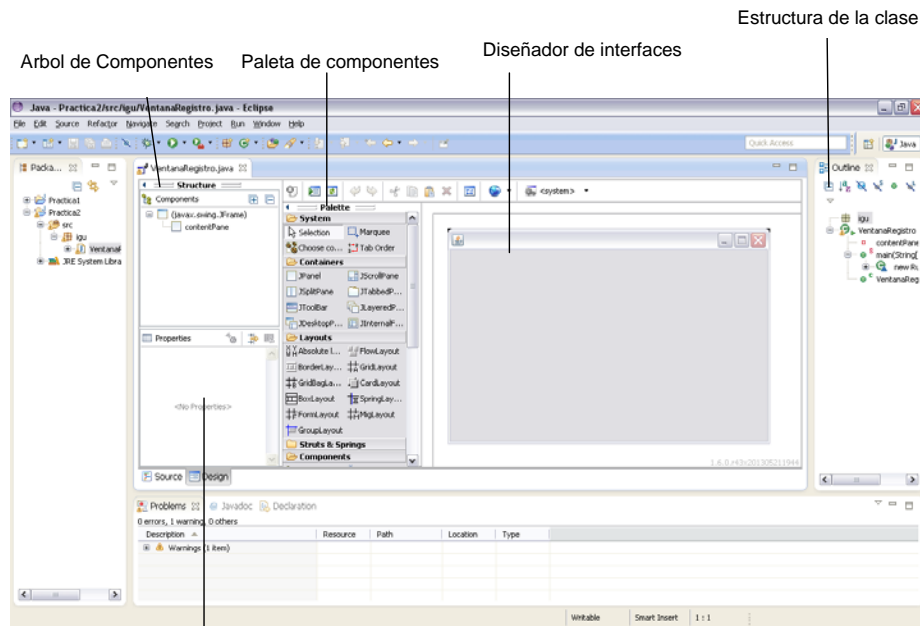 Estructura de la clase
Arbol de Componentes
Paleta de componentes
Diseñador de interfaces
Java - Practica2/src/igu/VentanaRegistro.java - Eclipse
File Edit Source Refactor Navigate Search Project Run Window Help
Quick Access
Java
Packa...
VentanaRegistro.java
Outline
Practica1
Practica2
src
igu
VentanaR
JRE System Libra
Structure
Components
(javax.swing.JFrame)
contentPane
Properties
<No Properties>
<system>
Palette
System
Selection Marquee
Choose co... Tab Order
Containers
JPanel JScrollPane
JSplitPane JTabbedP...
JToolBar JLayeredP...
JDesktopP... JInternalF...
Layouts
Absolute l... FlowLayout
BorderLay... GridLayout
GridBagLa... CardLayout
BoxLayout SpringLay...
FormLayout MigLayout
GroupLayout
Struts & Springs
Components
1.6.0.r43x201305211944
igu
VentanaRegistro
contentPane
main(String[
new Ru
VentanaReg
Source Design
Problems Javadoc Declaration
0 errors, 1 warning, 0 others
Description Resource Path Location Type
Warnings (1 item)
Writable Smart Insert 1 : 1